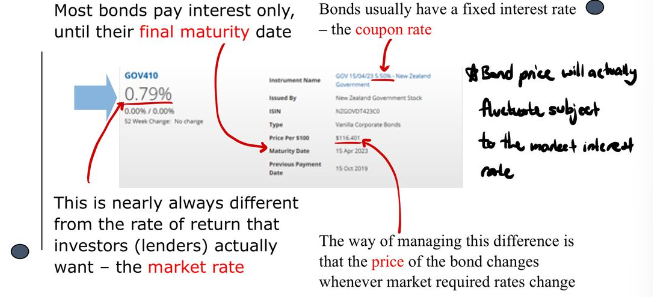 Most bonds pay interest only,
until their final maturity date
Bonds usually have a fixed interest rate
– the coupon rate
GOV410
0.79%
0.00% / 0.00%
52 Week Change: No change
Instrument Name
GOV 15/04/23 5.50% - New Zealand
Government
Issued By
New Zealand Government Stock
ISIN
NZGOVDT423C0
Type
Vanilla Corporate Bonds
Price Per $100
$116.401
Maturity Date
15 Apr 2023
Previous Payment
Date
15 Oct 2019
* Bond price will actually
fluctuate subject
to the market interest
rate
This is nearly always different
from the rate of return that
investors (lenders) actually
want – the market rate
The way of managing this difference is
that the price of the bond changes
whenever market required rates change